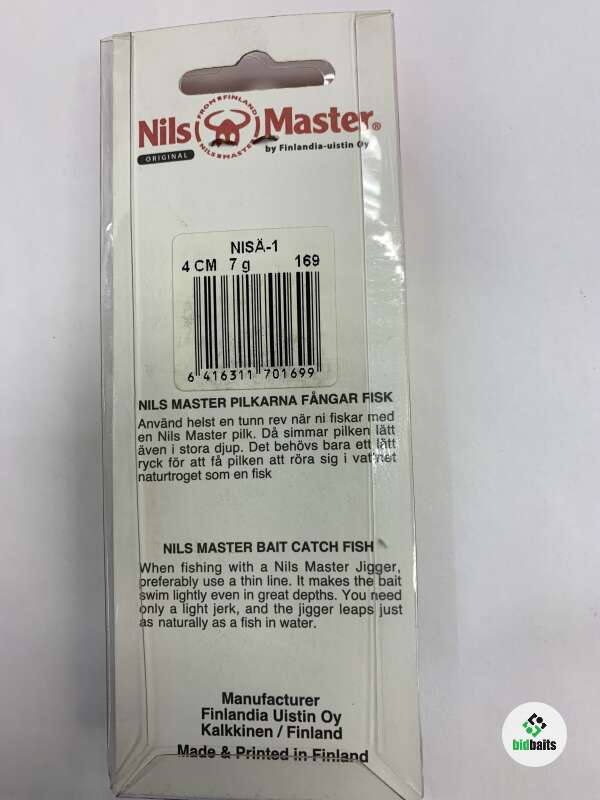 FROM FINLAND
Nils Master®
NILSMASTER
ORIGINAL
by Finlandia-uistin Oy
NISÄ-1
4 CM 7 g 169
6 416311 701699
NILS MASTER PILKARNA FÅNGAR FISK
Använd helst en tunn rev när ni fiskar med
en Nils Master pilk. Då simmar pilken lätt
även i stora djup. Det behövs bara ett lätt
ryck för att få pilken att röra sig i vattnet
naturtroget som en fisk
NILS MASTER BAIT CATCH FISH
When fishing with a Nils Master Jigger,
preferably use a thin line. It makes the bait
swim lightly even in great depths. You need
only a light jerk, and the jigger leaps just
as naturally as a fish in water.
Manufacturer
Finlandia Uistin Oy
Kalkkinen / Finland
Made & Printed in Finland
bidbaits